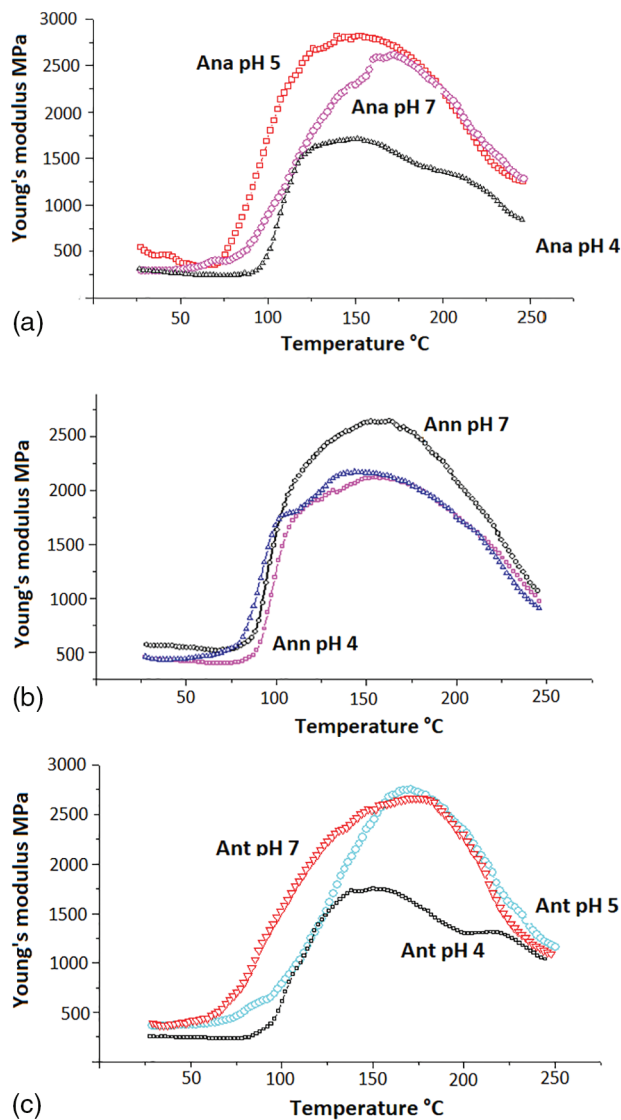 3000
2500
2000
1500
1000
500
Young's modulus MPa
Ana pH 5
Ana pH 7
Ana pH 4
50 100 150 200 250
Temperature °C
(a)
2500
2000
1500
1000
500
Young's modulus MPa
Ann pH 7
Ann pH 4
50 100 150 200 250
Temperature °C
(b)
3000
2500
2000
1500
1000
500
Young's modulus MPa
Ant pH 7
Ant pH 5
Ant pH 4
50 100 150 200 250
Temperature °C
(c)